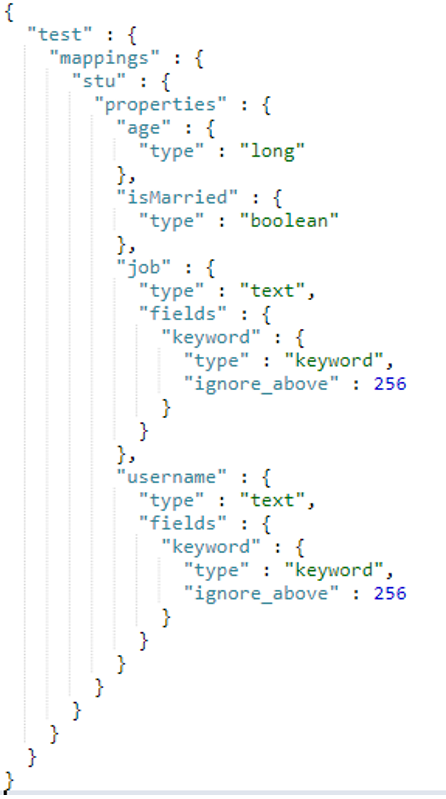 {
  "test" : {
    "mappings" : {
      "stu" : {
        "properties" : {
          "age" : {
            "type" : "long"
          },
          "isMarried" : {
            "type" : "boolean"
          },
          "job" : {
            "type" : "text",
            "fields" : {
              "keyword" : {
                "type" : "keyword",
                "ignore_above" : 256
              }
            }
          },
          "username" : {
            "type" : "text",
            "fields" : {
              "keyword" : {
                "type" : "keyword",
                "ignore_above" : 256
              }
            }
          }
        }
      }
    }
  }
}